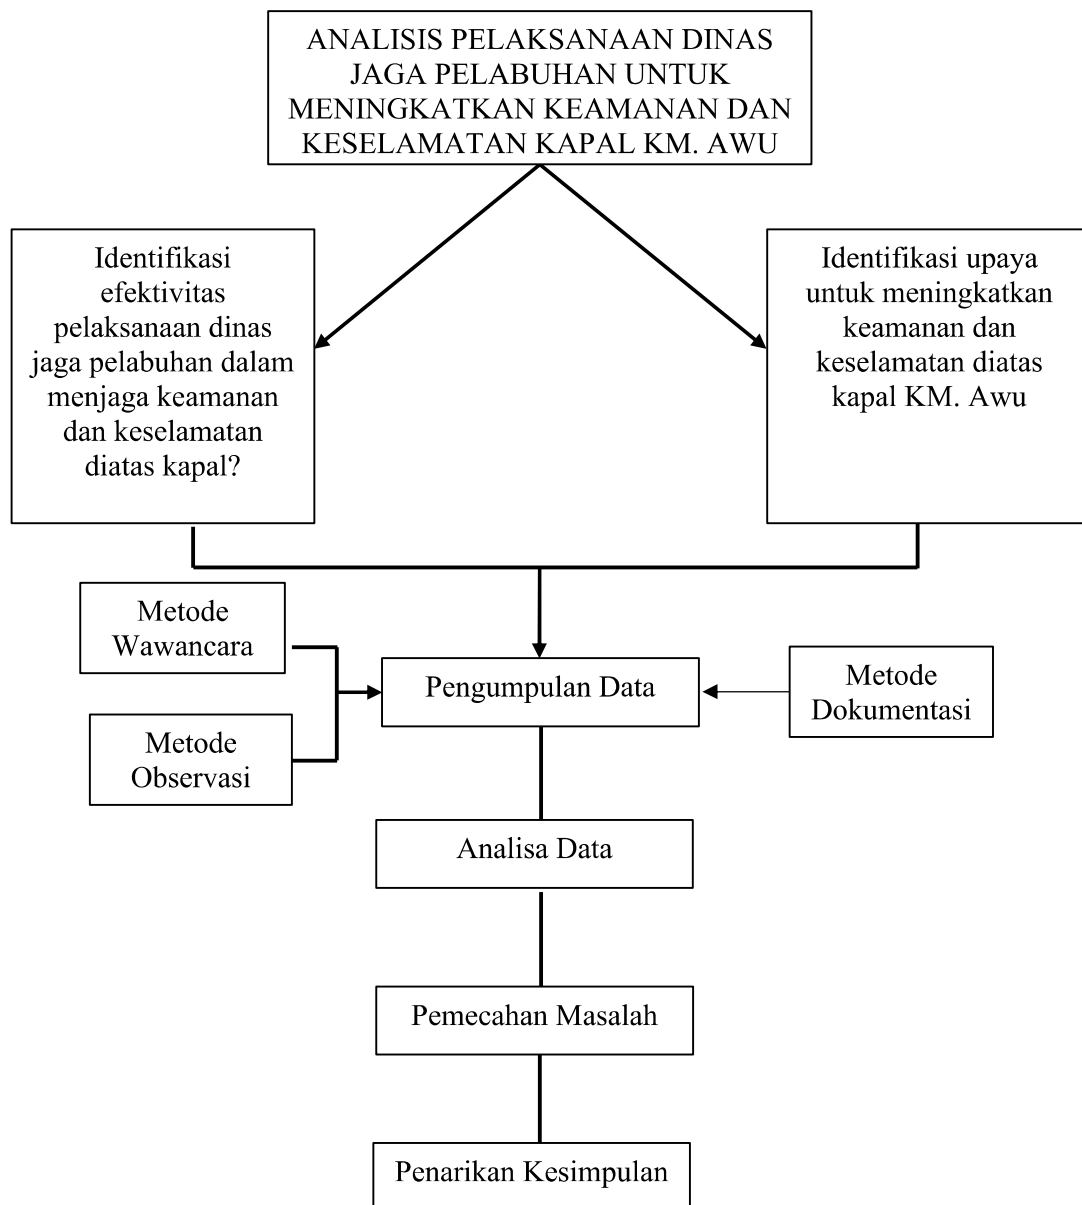 ANALISIS PELAKSANAAN DINAS
JAGA PELABUHAN UNTUK
MENINGKATKAN KEAMANAN DAN
KESELAMATAN KAPAL KM. AWU
Identifikasi
efektivitas
pelaksanaan dinas
jaga pelabuhan dalam
menjaga keamanan
dan keselamatan
diatas kapal?
Identifikasi upaya
untuk meningkatkan
keamanan dan
keselamatan diatas
kapal KM. Awu
Metode
Wawancara
Metode
Observasi
Pengumpulan Data
Metode
Dokumentasi
Analisa Data
Pemecahan Masalah
Penarikan Kesimpulan